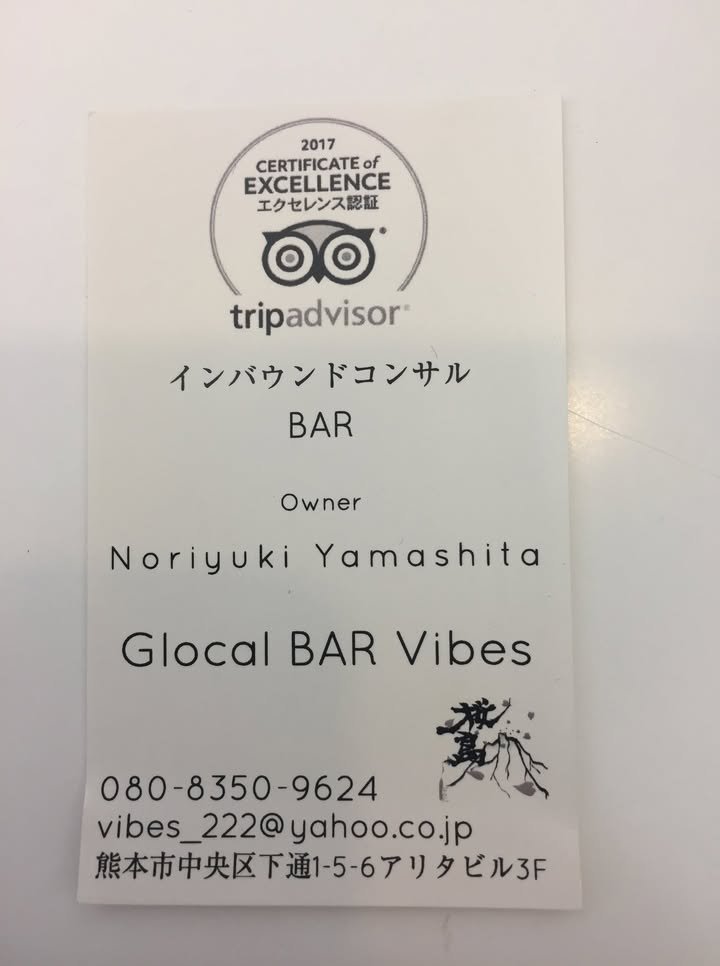 2017
CERTIFICATE of
EXCELLENCE
エクセレンス認証
tripadvisor®
インバウンドコンサル
BAR
Owner
Noriyuki Yamashita
Glocal BAR Vibes
桜
島
080-8350-9624
vibes_222@yahoo.co.jp
熊本市中央区下通1-5-6アリタビル3F